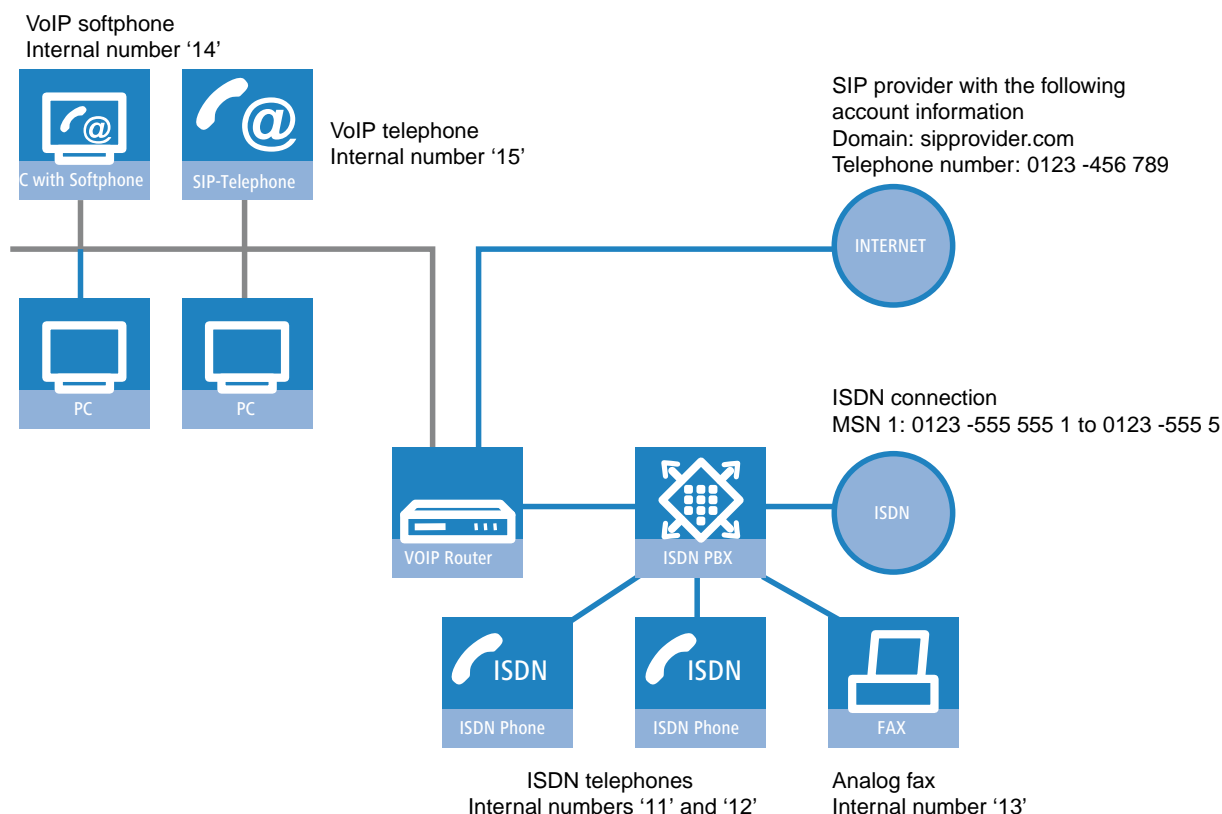 VoIP softphone
Internal number ‘14’
C with Softphone
SIP-Telephone
VoIP telephone
Internal number ‘15’
SIP provider with the following
account information
Domain: sipprovider.com
Telephone number: 0123 -456 789
INTERNET
PC
PC
ISDN connection
MSN 1: 0123 -555 555 1 to 0123 -555 5
VOIP Router
ISDN PBX
ISDN
ISDN
ISDN Phone
ISDN
ISDN Phone
FAX
ISDN telephones
Internal numbers ‘11’ and ‘12’
Analog fax
Internal number ‘13’